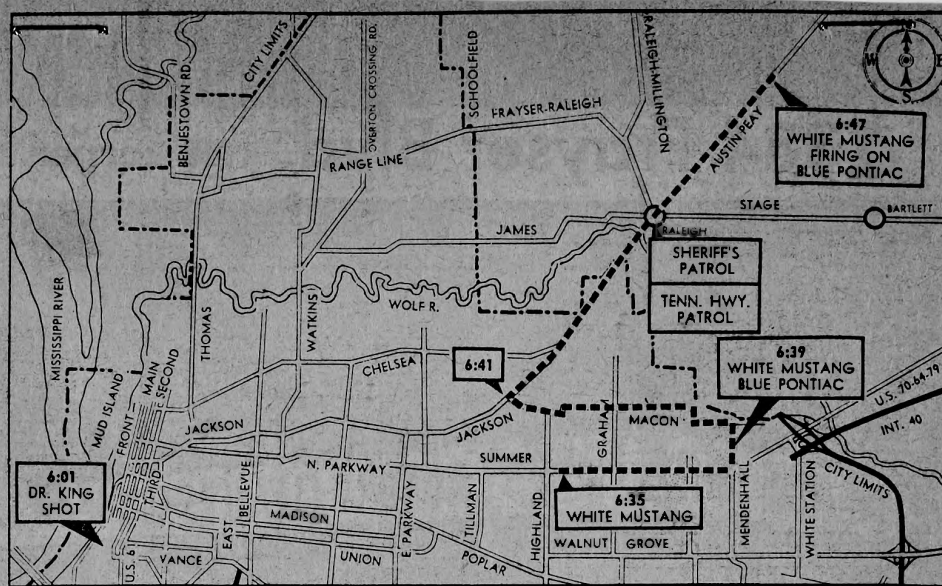 BENJESTOWN RD.
CITY LIMITS
OVERTON CROSSING RD.
SCHOOLFIELD
RALEIGH-MILLINGTON
W
E
S
FRAYSER-RALEIGH
RANGE LINE
AUSTIN PEAY
6:47
WHITE MUSTANG
FIRING ON
BLUE PONTIAC
STAGE
BARTLETT
JAMES
RALEIGH
SHERIFF'S
PATROL
TENN. HWY.
PATROL
MISSISSIPPI RIVER
WOLF R.
THOMAS
WATKINS
MUD ISLAND
FRONT
MAIN
SECOND
THIRD
CHELSEA
6:41
6:39
WHITE MUSTANG
BLUE PONTIAC
U.S. 70-64-79
INT. 40
JACKSON
JACKSON
GRAHAM
MACON
N. PARKWAY
SUMMER
CITY LIMITS
6:01
DR. KING
SHOT
BELLEVUE
EAST
MADISON
E. PARKWAY
TILLMAN
HIGHLAND
6:35
WHITE MUSTANG
MENDENHALL
WHITE STATION
U.S. 61
VANCE
UNION
POPLAR
WALNUT GROVE